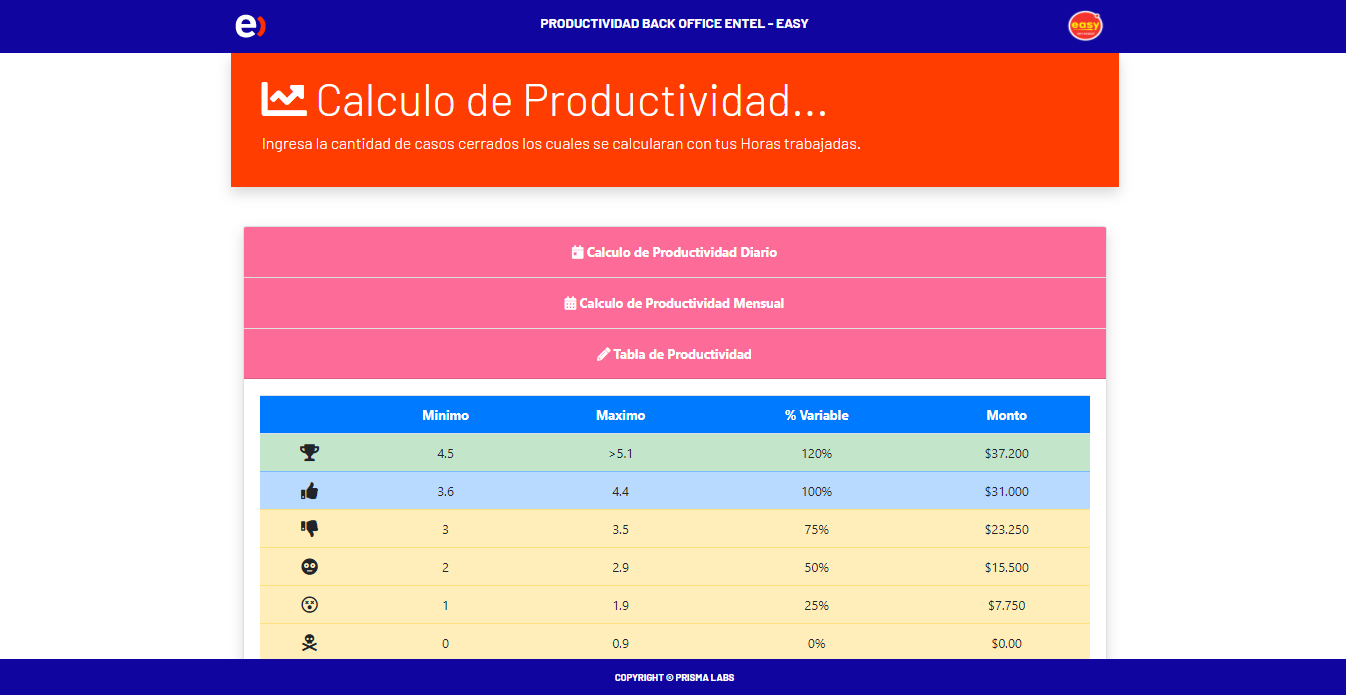 e)
PRODUCTIVIDAD BACK OFFICE ENTEL - EASY
easy
Calculo de Productividad...
Ingresa la cantidad de casos cerrados los cuales se calcularan con tus Horas trabajadas.
Calculo de Productividad Diario
Calculo de Productividad Mensual
Tabla de Productividad
Minimo Maximo % Variable Monto
4.5 >5.1 120% $37.200
3.6 4.4 100% $31.000
3 3.5 75% $23.250
2 2.9 50% $15.500
1 1.9 25% $7.750
0 0.9 0% $0.00
COPYRIGHT © PRISMA LABS